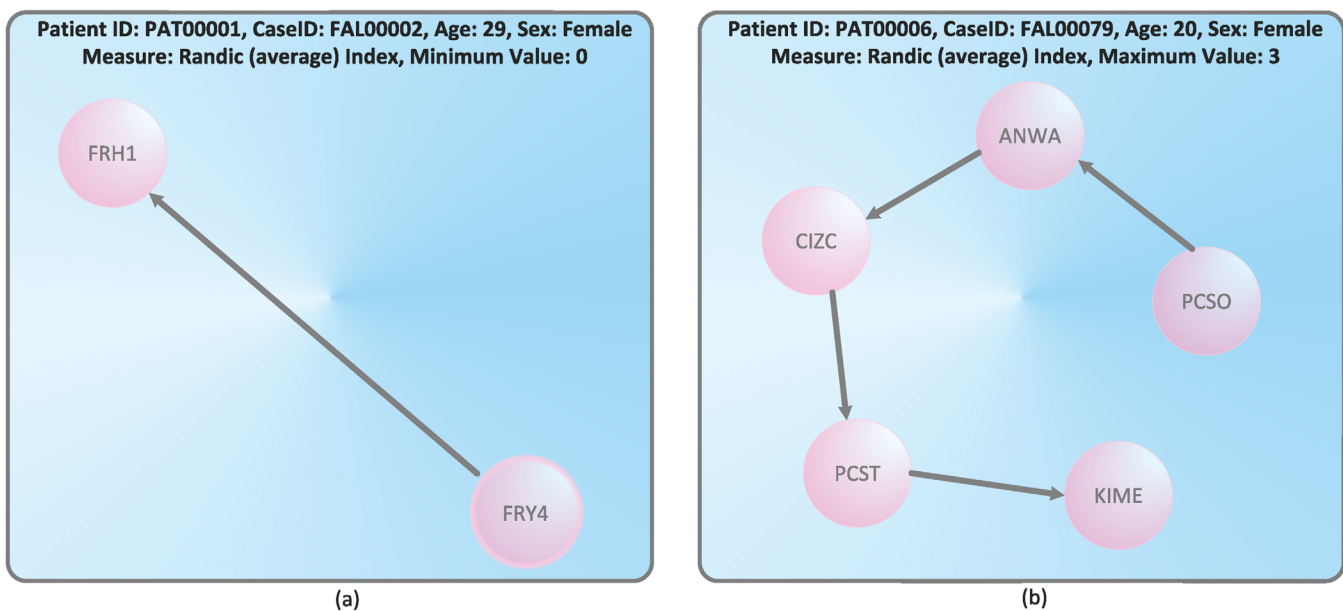 Patient ID: PAT00001, CaseID: FAL00002, Age: 29, Sex: Female
Measure: Randic (average) Index, Minimum Value: 0
FRH1
FRY4
(a)
Patient ID: PAT00006, CaseID: FAL00079, Age: 20, Sex: Female
Measure: Randic (average) Index, Maximum Value: 3
ANWA
CIZC
PCSO
PCST
KIME
(b)